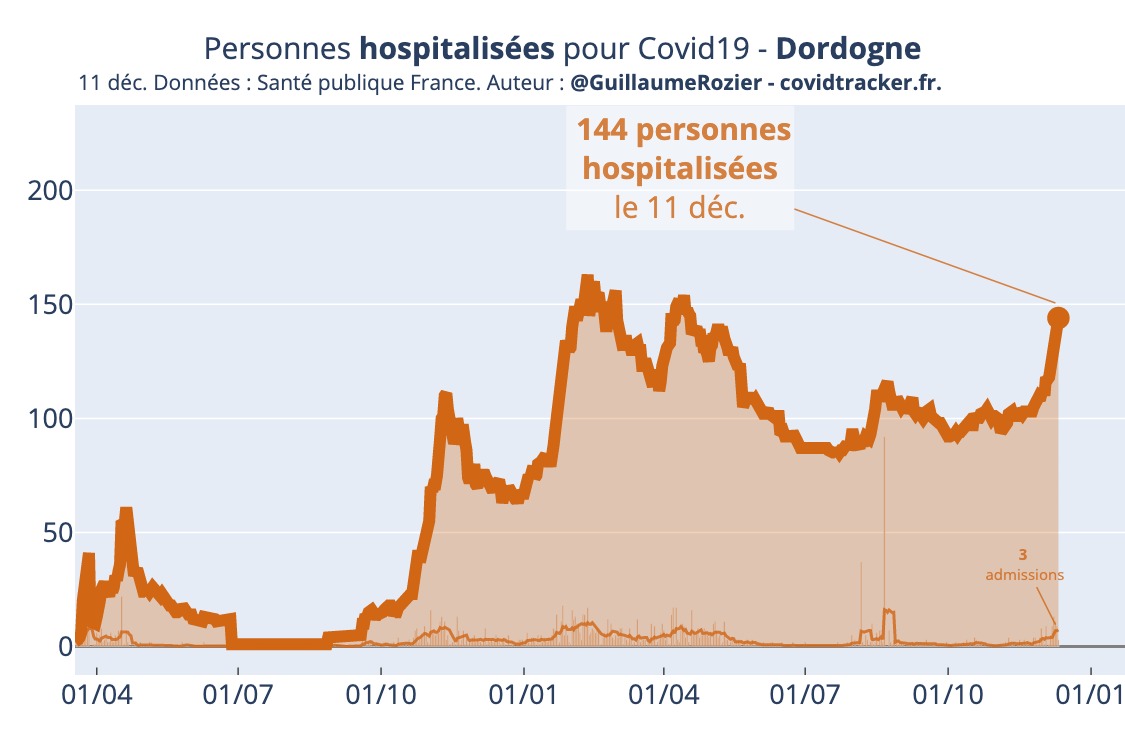 Personnes hospitalisées pour Covid19 - Dordogne
11 déc. Données : Santé publique France. Auteur : @GuillaumeRozier - covidtracker.fr.
144 personnes
hospitalisées
le 11 déc.
200
150
100
50
0
3
admissions
01/04 01/07 01/10 01/01 01/04 01/07 01/10 01/01